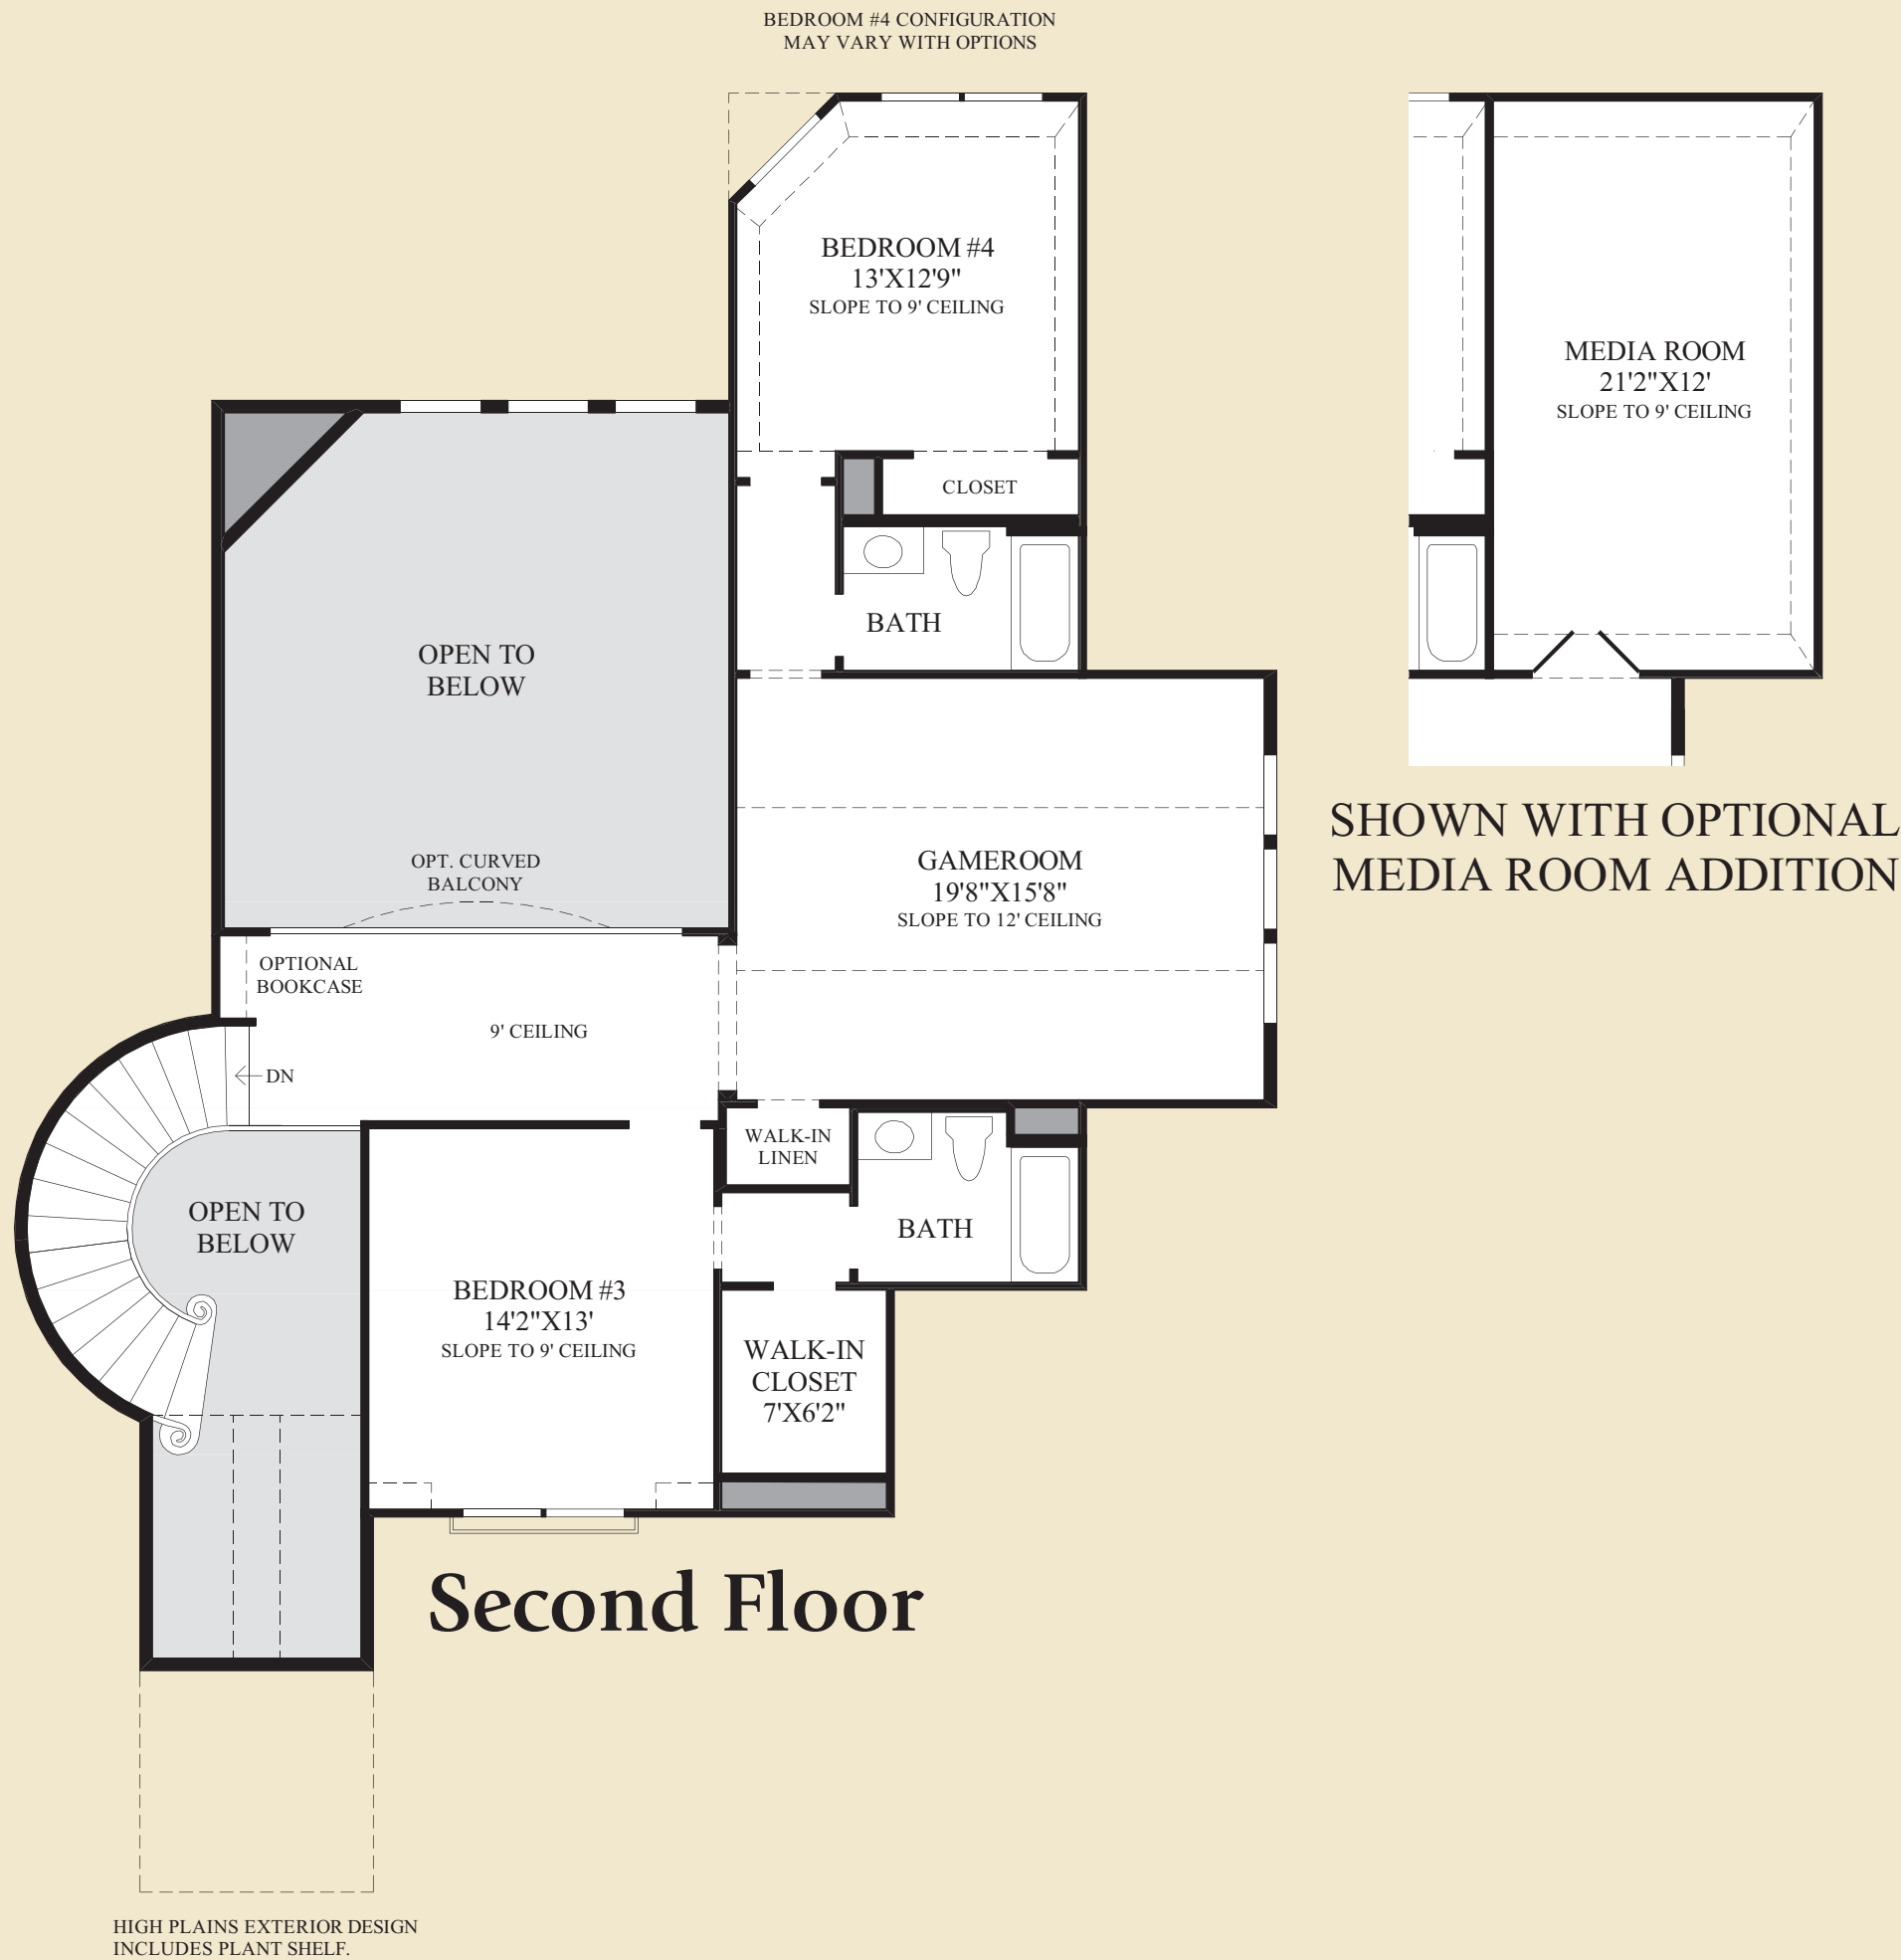 BEDROOM #4 CONFIGURATION
MAY VARY WITH OPTIONS
BEDROOM #4
13'X12'9"
SLOPE TO 9' CEILING
CLOSET
BATH
OPEN TO
BELOW
OPT. CURVED
BALCONY
GAMEROOM
19'8"X15'8"
SLOPE TO 12' CEILING
OPTIONAL
BOOKCASE
9' CEILING
DN
WALK-IN
LINEN
BATH
OPEN TO
BELOW
BEDROOM #3
14'2"X13'
SLOPE TO 9' CEILING
WALK-IN
CLOSET
7'X6'2"
Second Floor
HIGH PLAINS EXTERIOR DESIGN
INCLUDES PLANT SHELF.
MEDIA ROOM
21'2"X12'
SLOPE TO 9' CEILING
SHOWN WITH OPTIONAL
MEDIA ROOM ADDITION